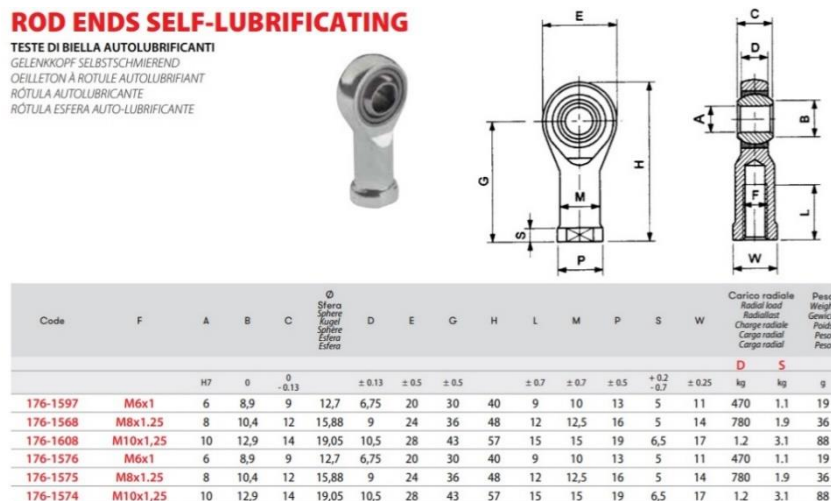 ROD ENDS SELF-LUBRIFICATING
TESTE DI BIELLA AUTOLUBRIFICANTI
GELENKKOPF SELBSTSCHMIEREND
OEILLETON À ROTULE AUTOLUBRIFIANT
RÓTULA AUTOLUBRICANTE
RÓTULA ESFERA AUTO-LUBRIFICANTE
E
C
D
A
B
G
H
M
F
L
S
P
W
Code F A B C Ø Sfera Sphere Kugel Sphère Esfera Esfera D E G H L M P S W Carico radiale Radial load Radiallast Charge radiale Carga radial Carga radial Peso Weight Gewicht Poids Peso Peso
D S
H7 0 0 - 0.13 ± 0.13 ± 0.5 ± 0.5 ± 0.7 ± 0.7 ± 0.5 + 0.2 - 0.7 ± 0.25 kg kg g
176-1597 M6x1 6 8,9 9 12,7 6,75 20 30 40 9 10 13 5 11 470 1.1 19
176-1568 M8x1.25 8 10,4 12 15,88 9 24 36 48 12 12,5 16 5 14 780 1.9 36
176-1608 M10x1,25 10 12,9 14 19,05 10,5 28 43 57 15 15 19 6,5 17 1.2 3.1 88
176-1576 M6x1 6 8,9 9 12,7 6,75 20 30 40 9 10 13 5 11 470 1.1 19
176-1575 M8x1.25 8 10,4 12 15,88 9 24 36 48 12 12,5 16 5 14 780 1.9 36
176-1574 M10x1,25 10 12,9 14 19,05 10,5 28 43 57 15 15 19 6,5 17 1.2 3.1 88